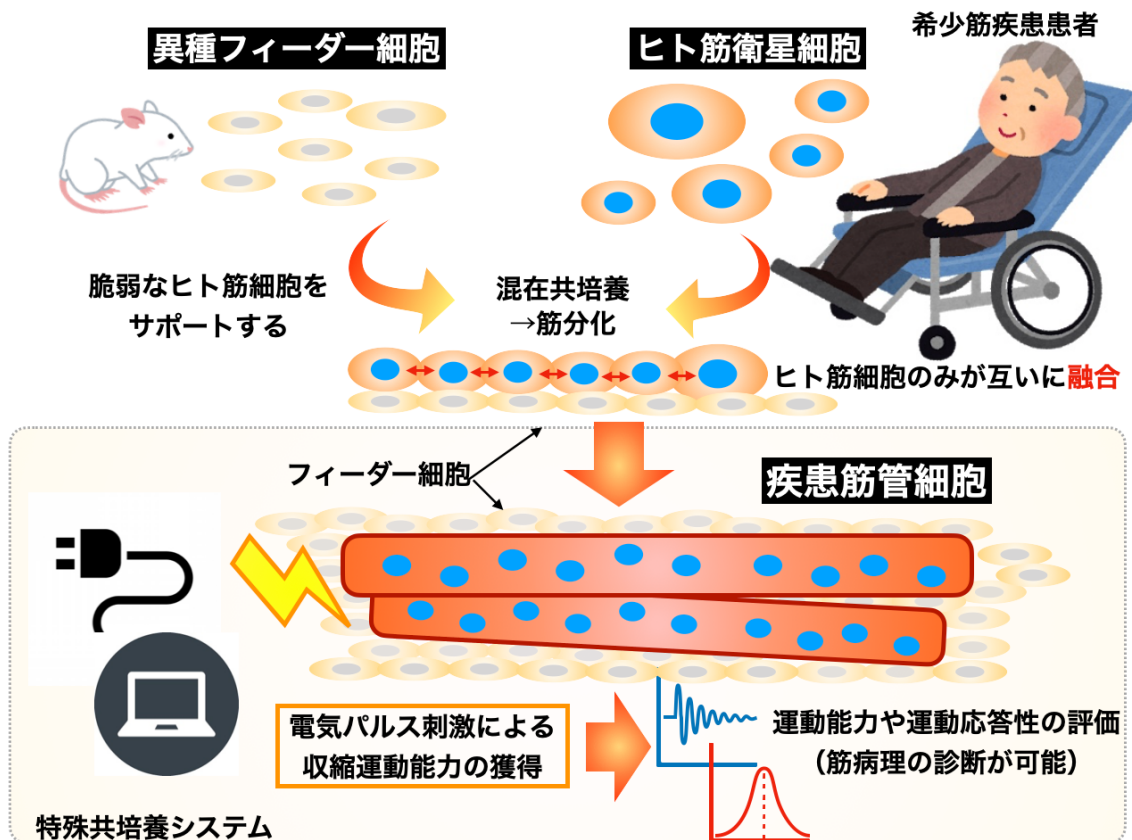 異種フィーダー細胞
ヒト筋衛星細胞
希少筋疾患患者
脆弱なヒト筋細胞を
サポートする
混在共培養
→筋分化
ヒト筋細胞のみが互いに融合
フィーダー細胞
疾患筋管細胞
電気パルス刺激による
収縮運動能力の獲得
運動能力や運動応答性の評価
（筋病理の診断が可能）
特殊共培養システム